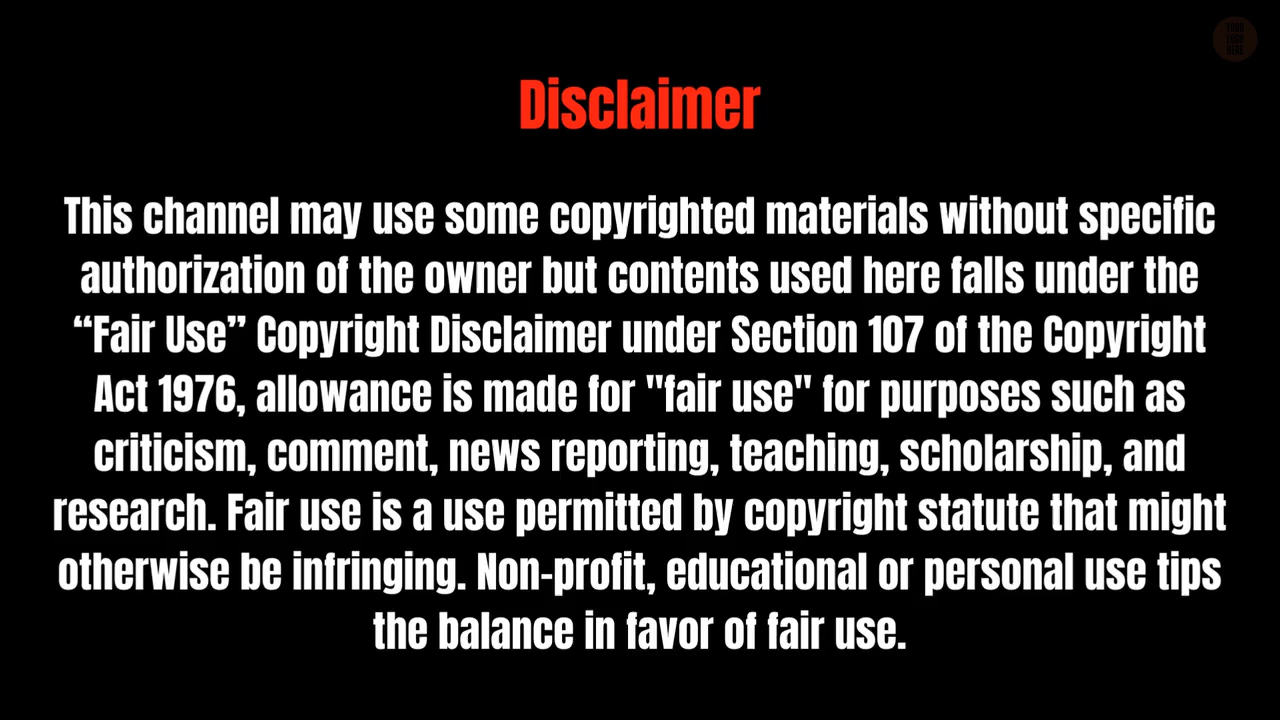 YOUR
LOGO
HERE
Disclaimer
This channel may use some copyrighted materials without specific
authorization of the owner but contents used here falls under the
“Fair Use” Copyright Disclaimer under Section 107 of the Copyright
Act 1976, allowance is made for "fair use" for purposes such as
criticism, comment, news reporting, teaching, scholarship, and
research. Fair use is a use permitted by copyright statute that might
otherwise be infringing. Non-profit, educational or personal use tips
the balance in favor of fair use.